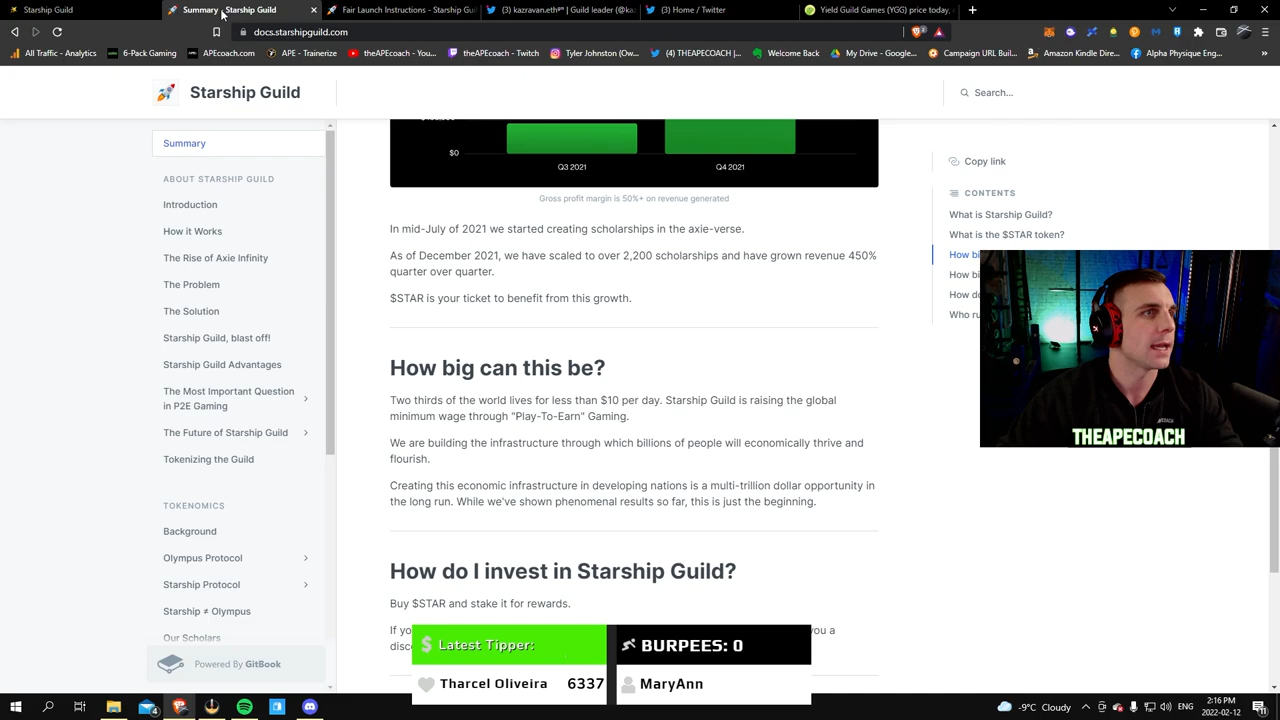 Starship Guild
Summary - Starship Guild
Fair Launch Instructions - Starship Gu
(3) kazravan.eth
Guild leader (@kaz
(3) Home / Twitter
Yield Guild Games (YGG) price today,
docs.starshipguild.com
All Traffic - Analytics
6-Pack Gaming
APEcoach
Ⓐ - Trainerize
theAPEcoach - You...
theAPEcoach - Twitch
Tyler Johnston (Ow...
(4) THEAPECOACH (...
Welcome Back
My Drive - Google...
Campaign URL Buil...
Alpha Physique Eng...
Starship Guild
Search...
Summary
ABOUT STARSHIP GUILD
Introduction
How it Works
The Rise of Axie Infinity
The Problem
The Solution
Starship Guild, blast off!
Starship Guild Advantages
The Most Important Question
in P2E Gaming
The Future of Starship Guild
Tokenizing the Guild
TOKENOMICS
Background
Olympus Protocol
Starship Protocol
Starship ≠ Olympus
Our Scholars
Powered By GitBook
$0
Q3 2021
Q4 2021
Gross profit margin is 50%+ on revenue generated
In mid-July of 2021 we started creating scholarships in the axie-verse.
As of December 2021, we have scaled to over 2,200 scholarships and have grown revenue 450%
quarter over quarter.
$STAR is your ticket to benefit from this growth.
How big can this be?
Two thirds of the world lives for less than $10 per day. Starship Guild is raising the global
minimum wage through "Play-To-Earn" Gaming.
We are building the infrastructure through which billions of people will economically thrive and
flourish.
Creating this economic infrastructure in developing nations is a multi-trillion dollar opportunity in
the long run. While we've shown phenomenal results so far, this is just the beginning.
How do I invest in Starship Guild?
Buy $STAR and stake it for rewards.
If yo
ou a
disc
Copy link
CONTENTS
What is Starship Guild?
What is the $STAR token?
How bi
How bi
How do
Who ru
THEAPECOACH
Latest Tipper:
Tharcel Oliveira 6337
BURPEES: 0
MaryAnn
-9°C Cloudy
ENG
2:16 PM
2022-02-12